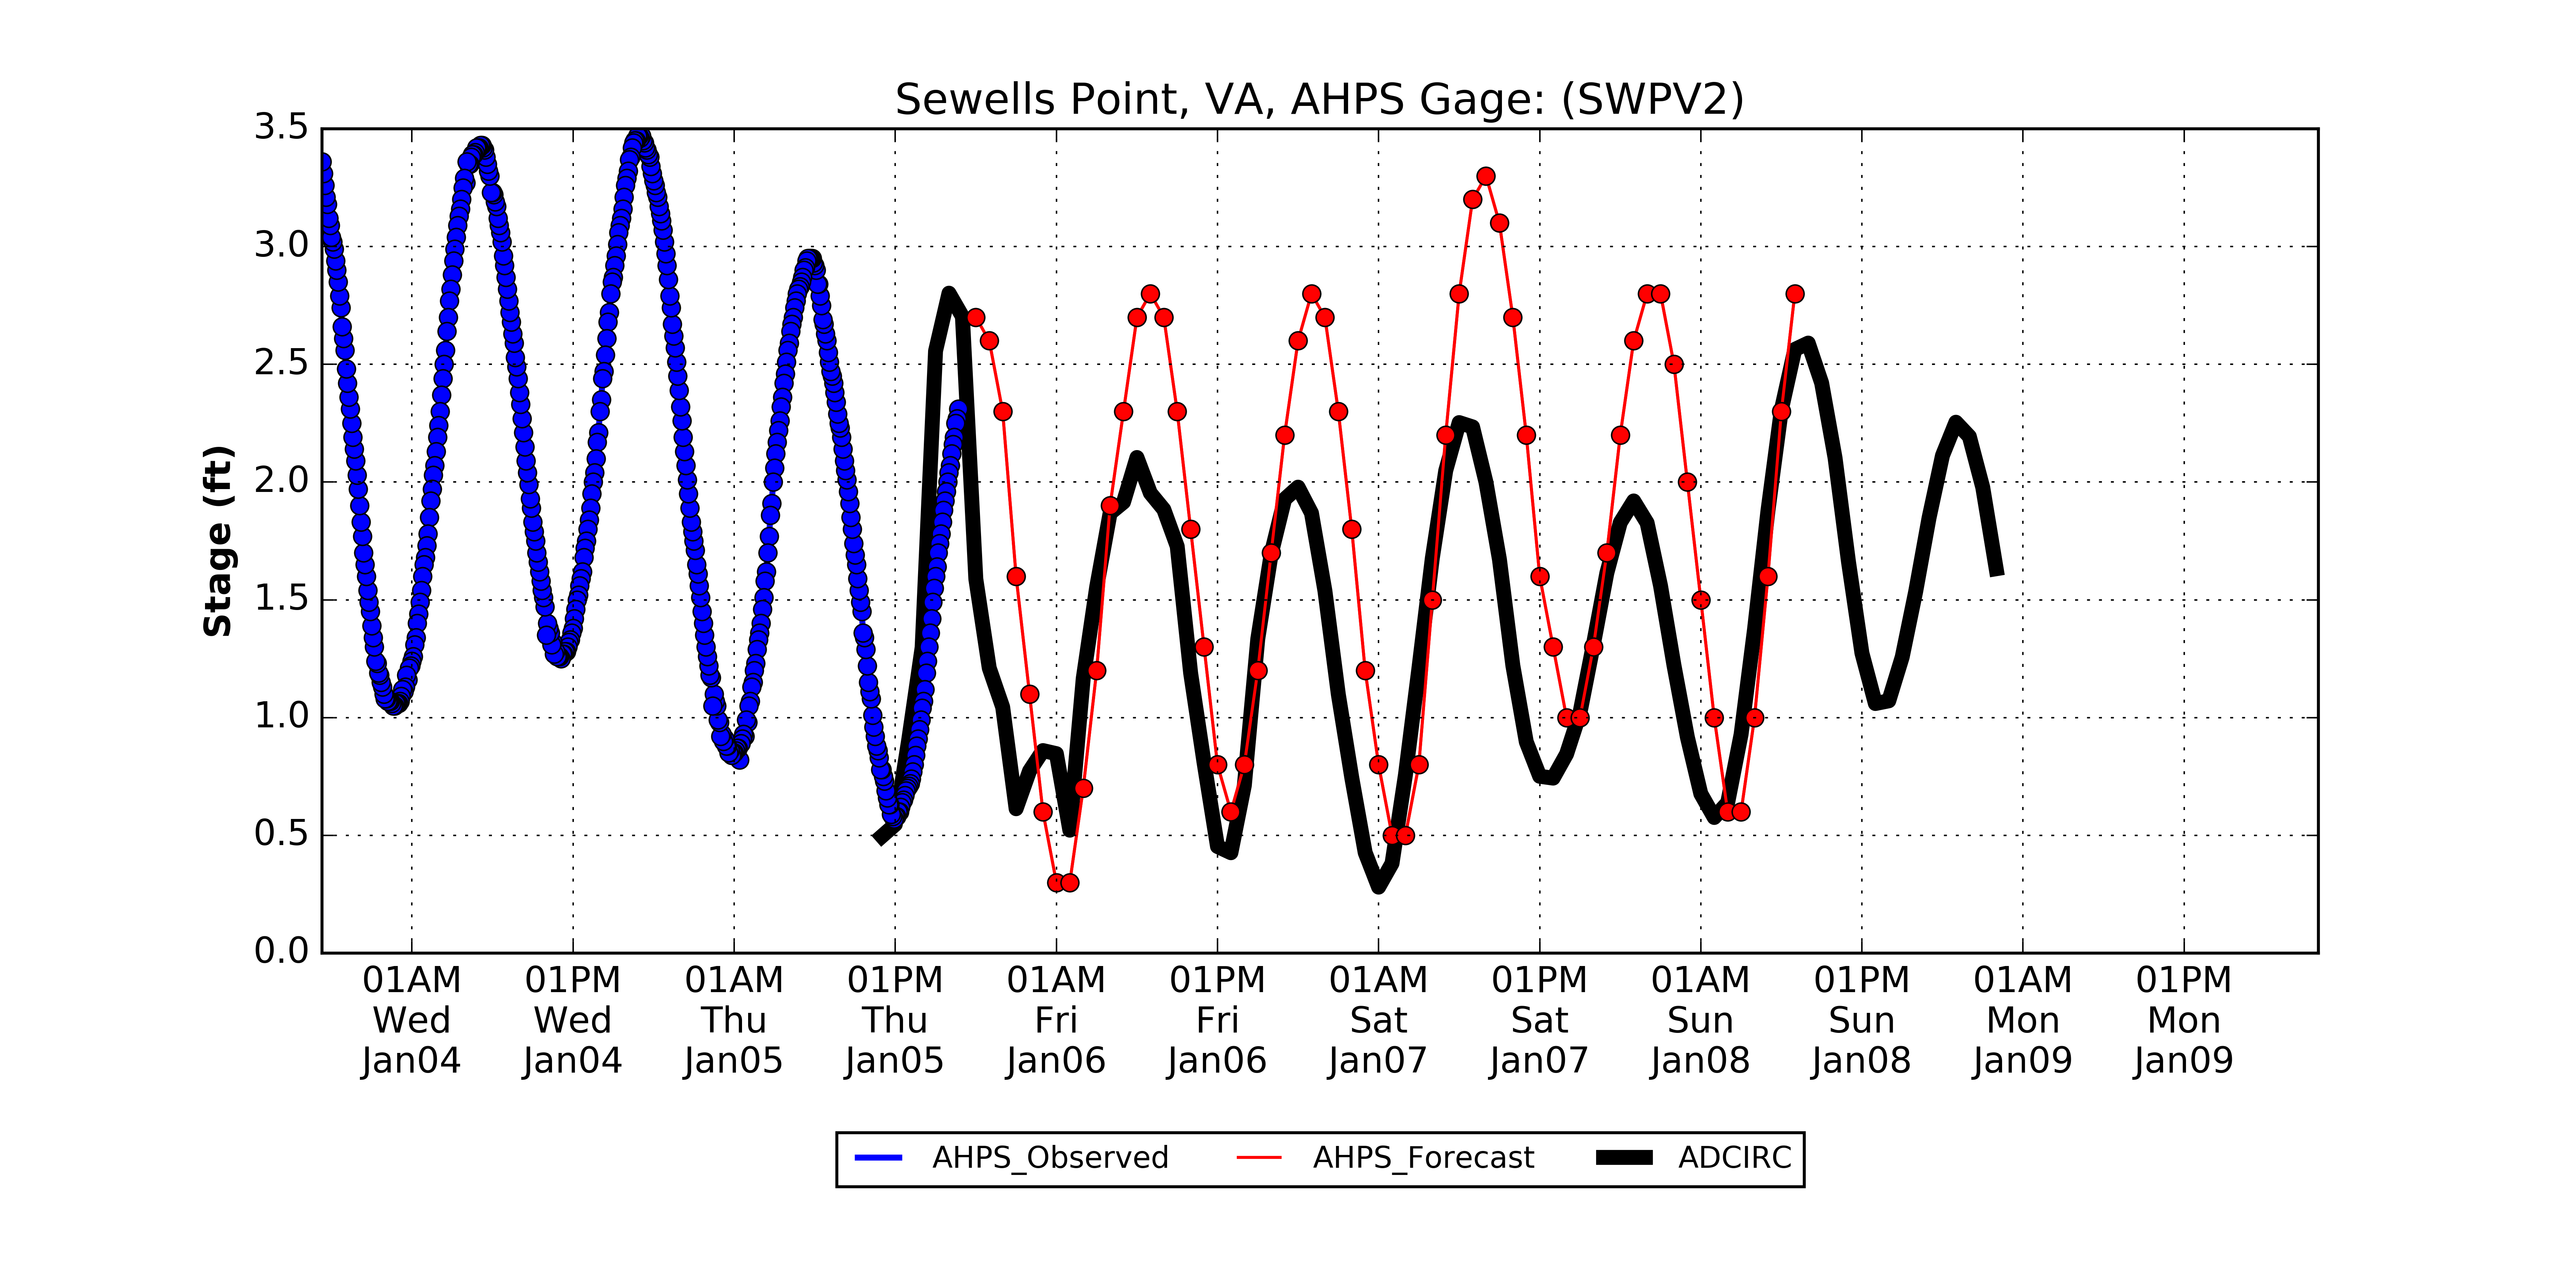 Sewells Point, VA, AHPS Gage: (SWPV2)
3.5
3.0
2.5
2.0
1.5
1.0
0.5
0.0
Stage (ft)
01AM 01PM 01AM 01PM 01AM 01PM 01AM 01PM 01AM 01PM 01AM 01PM
Wed Wed Thu Thu Fri Fri Sat Sat Sun Sun Mon Mon
Jan04 Jan04 Jan05 Jan05 Jan06 Jan06 Jan07 Jan07 Jan08 Jan08 Jan09 Jan09
AHPS_Observed AHPS_Forecast ADCIRC